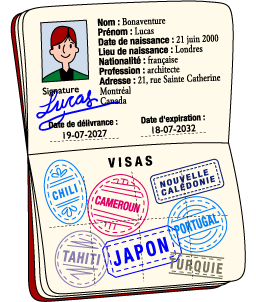 Nom : Bonaventure
Prénom : Lucas
Date de naissance : 21 juin 2000
Lieu de naissance : Londres
Nationalité : française
Profession : architecte
Adresse : 21, rue Sainte Catherine
Montréal
Canada
Signature
Lucas
Date de délivrance :
19-07-2027
Date d'expiration :
18-07-2032
VISAS
CHILI
CAMEROUN
NOUVELLE
CALÉDONIE
PORTUGAL
TAHITI
JAPON
TURQUIE